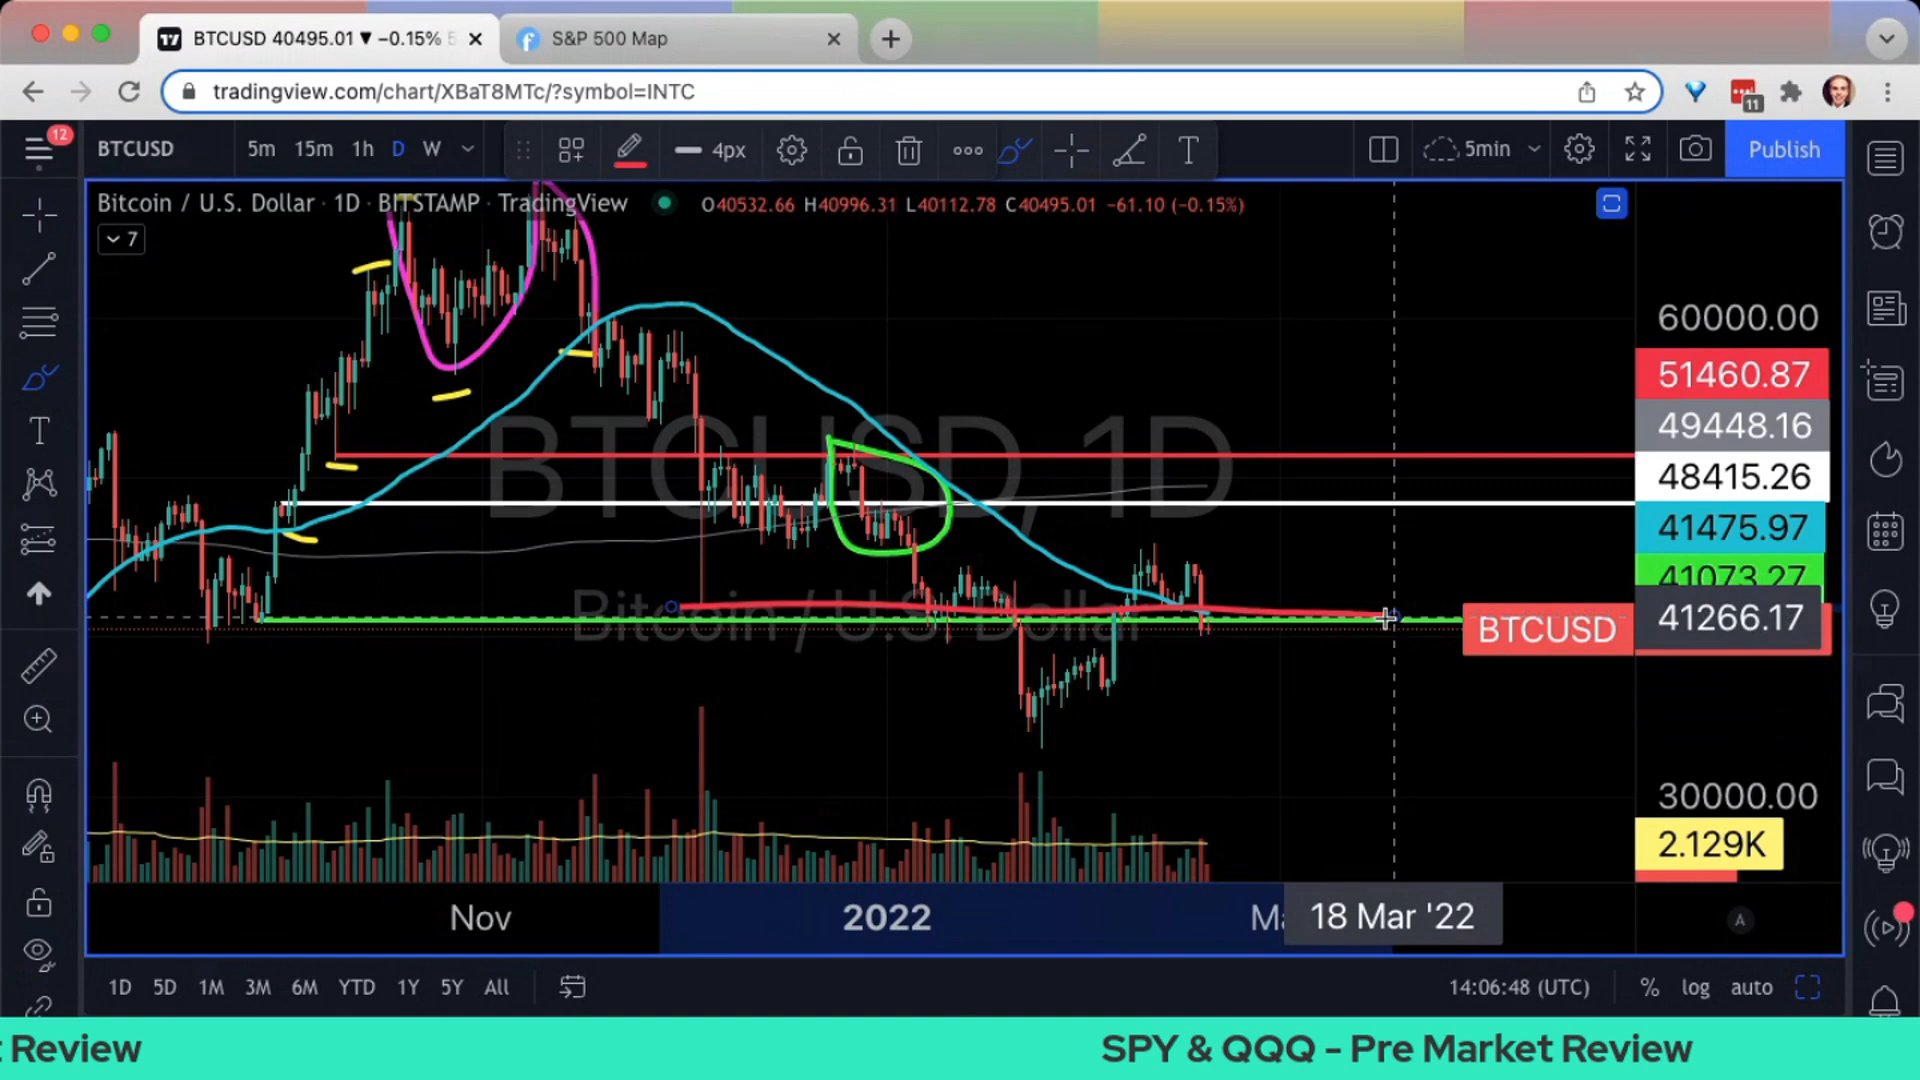 BTCUSD 40495.01 ▼ −0.15%
S&P 500 Map
tradingview.com/chart/XBaT8MTc/?symbol=INTC
11
12
BTCUSD 5m 15m 1h D W 4px T 5min Publish
Bitcoin / U.S. Dollar · 1D · BITSTAMP · TradingView O40532.66 H40996.31 L40112.78 C40495.01 −61.10 (−0.15%)
7
60000.00
51460.87
49448.16
48415.26
41475.97
41073.27
41266.17
BTCUSD
BTCUSD, 1D
Bitcoin / U.S. Dollar
30000.00
2.129K
Nov 2022 18 Mar '22
A
1D 5D 1M 3M 6M YTD 1Y 5Y All 14:06:48 (UTC) % log auto
Review SPY & QQQ - Pre Market Review